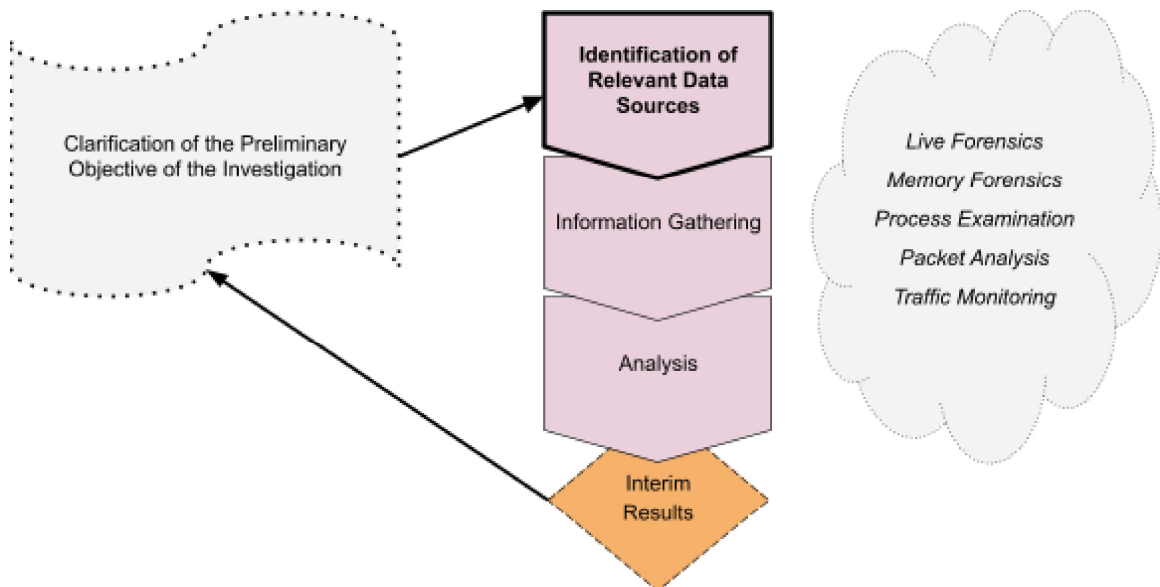 Clarification of the Preliminary
Objective of the Investigation
Identification of
Relevant Data
Sources
Information Gathering
Analysis
Interim
Results
Live Forensics
Memory Forensics
Process Examination
Packet Analysis
Traffic Monitoring